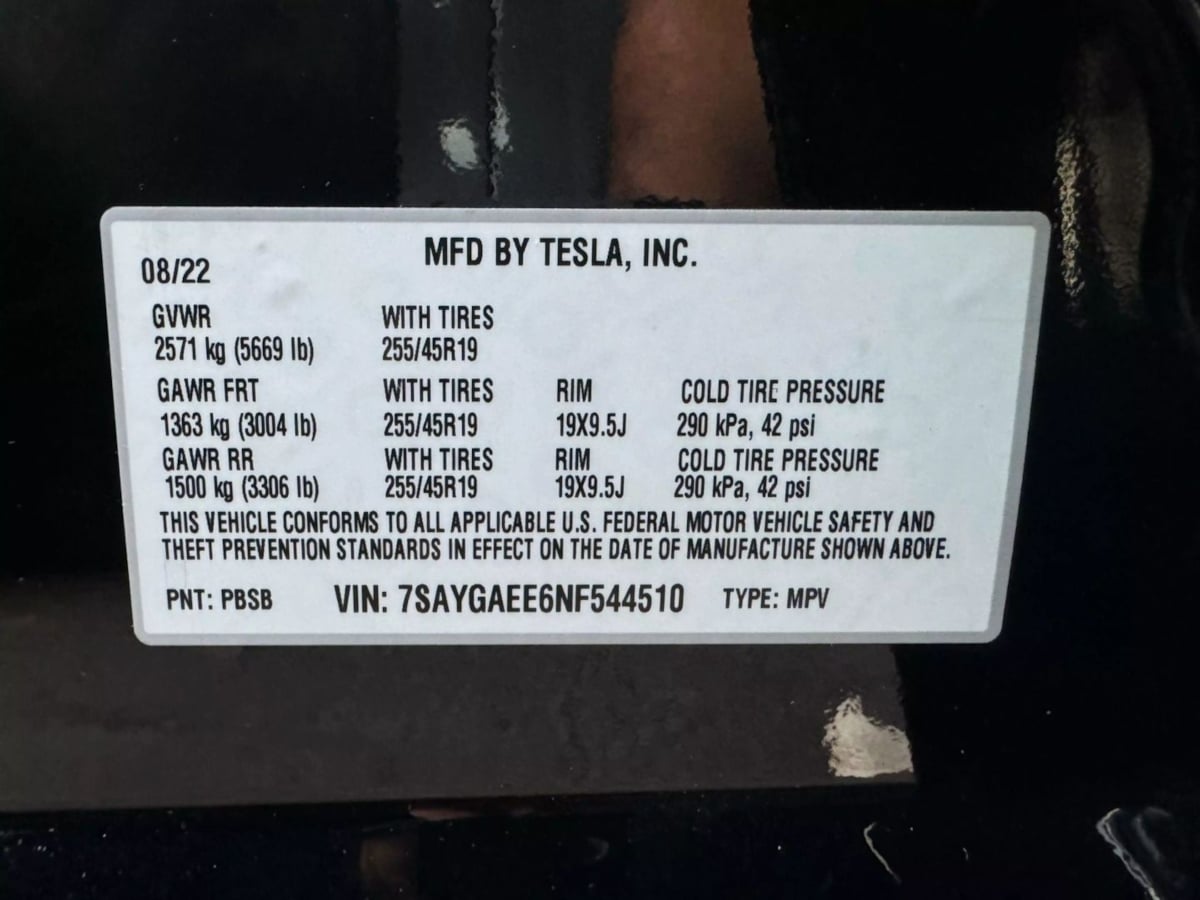 MFD BY TESLA, INC.
08/22
GVWR WITH TIRES
2571 kg (5669 lb) 255/45R19
GAWR FRT WITH TIRES RIM COLD TIRE PRESSURE
1363 kg (3004 lb) 255/45R19 19X9.5J 290 kPa, 42 psi
GAWR RR WITH TIRES RIM COLD TIRE PRESSURE
1500 kg (3306 lb) 255/45R19 19X9.5J 290 kPa, 42 psi
THIS VEHICLE CONFORMS TO ALL APPLICABLE U.S. FEDERAL MOTOR VEHICLE SAFETY AND
THEFT PREVENTION STANDARDS IN EFFECT ON THE DATE OF MANUFACTURE SHOWN ABOVE.
PNT: PBSB VIN: 7SAYGAEE6NF544510 TYPE: MPV